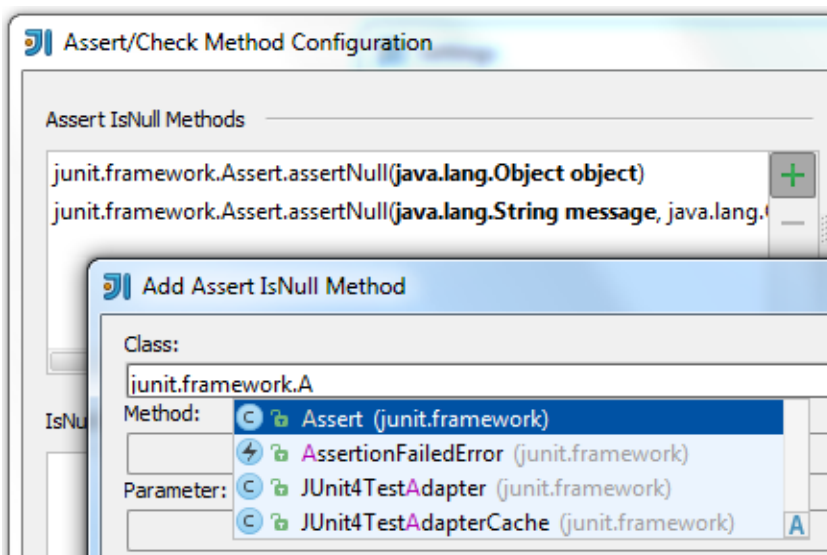 Assert/Check Method Configuration
Assert IsNull Methods
junit.framework.Assert.assertNull(java.lang.Object object)
junit.framework.Assert.assertNull(java.lang.String message, java.lang.
Add Assert IsNull Method
Class:
junit.framework.A
IsNu
Method:
Assert (junit.framework)
AssertionFailedError (junit.framework)
Parameter:
JUnit4TestAdapter (junit.framework)
JUnit4TestAdapterCache (junit.framework)